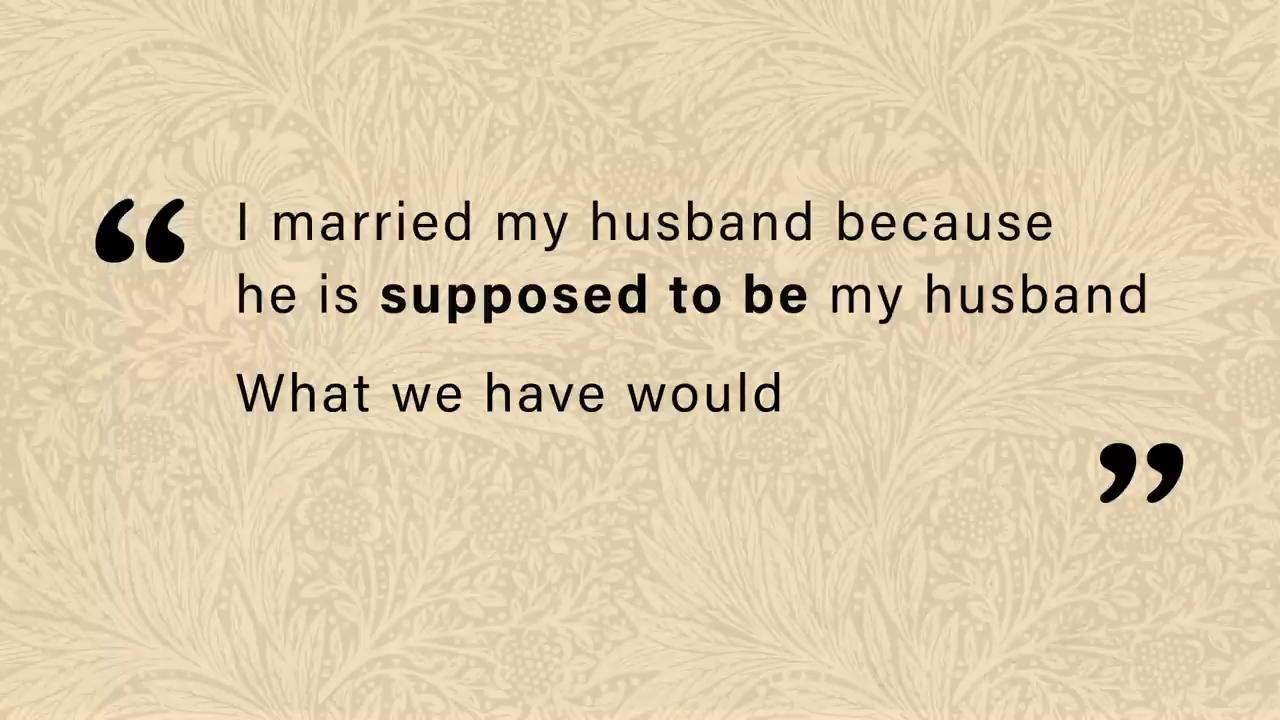 “ I married my husband because
he is supposed to be my husband
What we have would
”